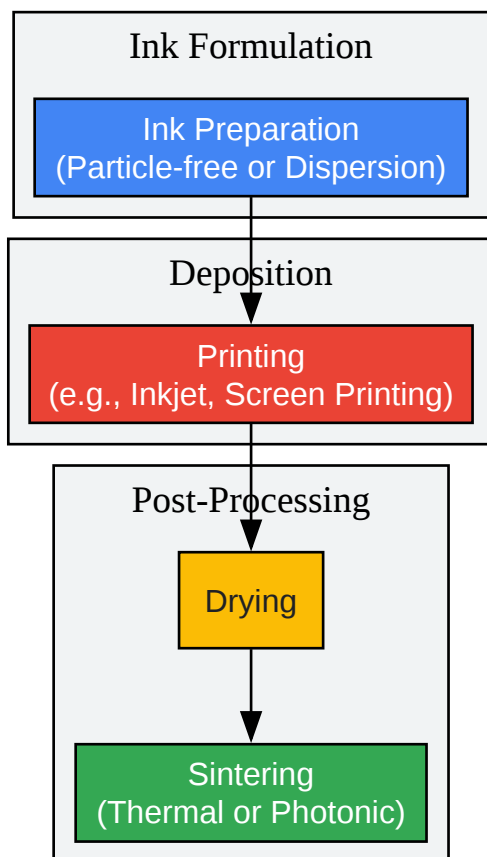 Ink Formulation
Ink Preparation
(Particle-free or Dispersion)
Deposition
Printing
(e.g., Inkjet, Screen Printing)
Post-Processing
Drying
Sintering
(Thermal or Photonic)